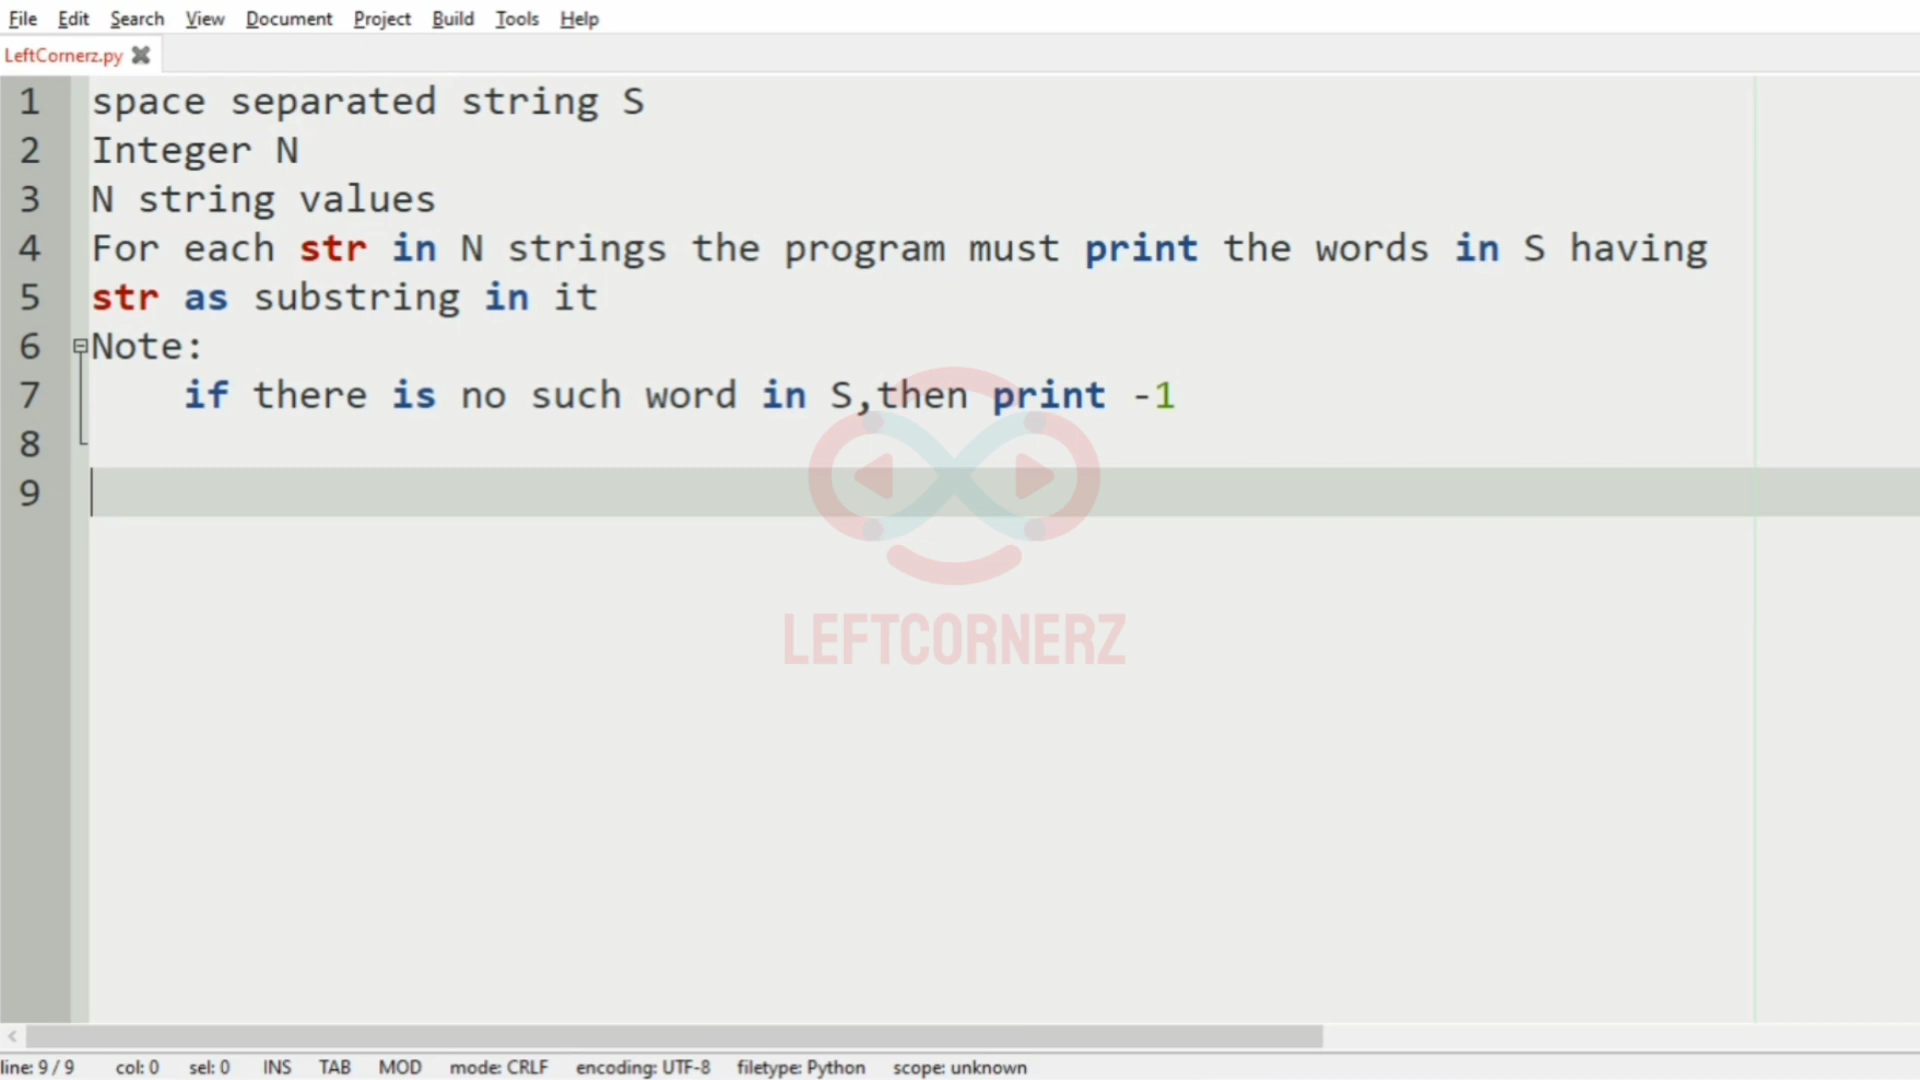 File Edit Search View Document Project Build Tools Help
LeftCornerz.py
1 space separated string S
2 Integer N
3 N string values
4 For each str in N strings the program must print the words in S having
5 str as substring in it
6 Note:
7 if there is no such word in S,then print -1
8
9
LEFTCORNERZ
line: 9 / 9 col: 0 sel: 0 INS TAB MOD mode: CRLF encoding: UTF-8 filetype: Python scope: unknown